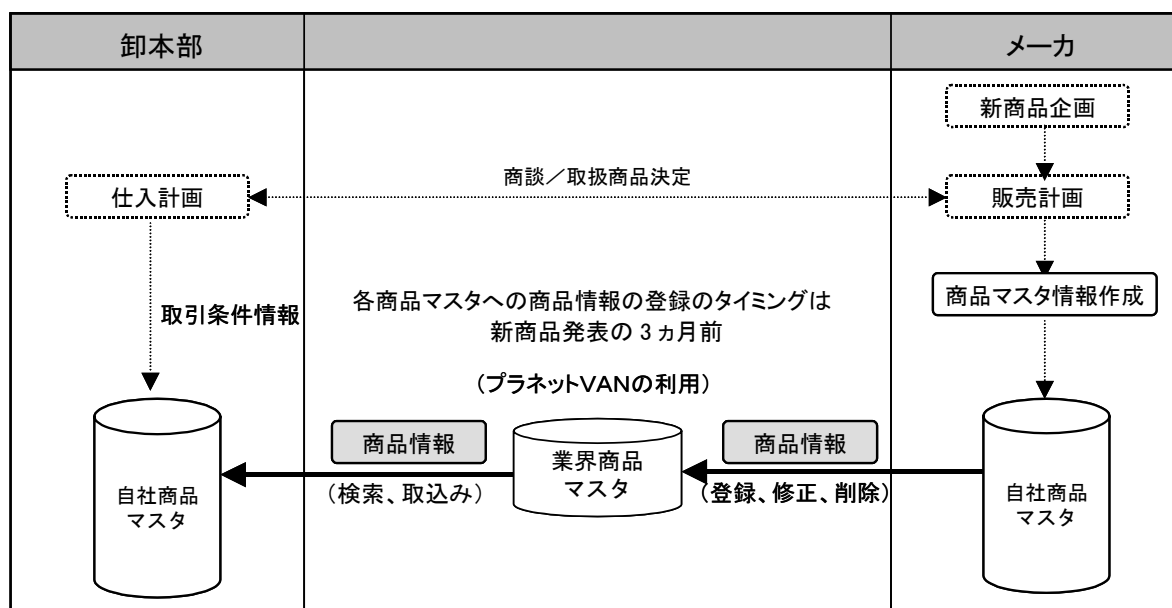 卸本部
メーカ
新商品企画
商談／取扱商品決定
仕入計画
販売計画
商品マスタ情報作成
取引条件情報
各商品マスタへの商品情報の登録のタイミングは
新商品発表の3ヵ月前
（プラネットVANの利用）
商品情報
商品情報
業界商品
マスタ
（検索、取込み）
（登録、修正、削除）
自社商品
マスタ
自社商品
マスタ